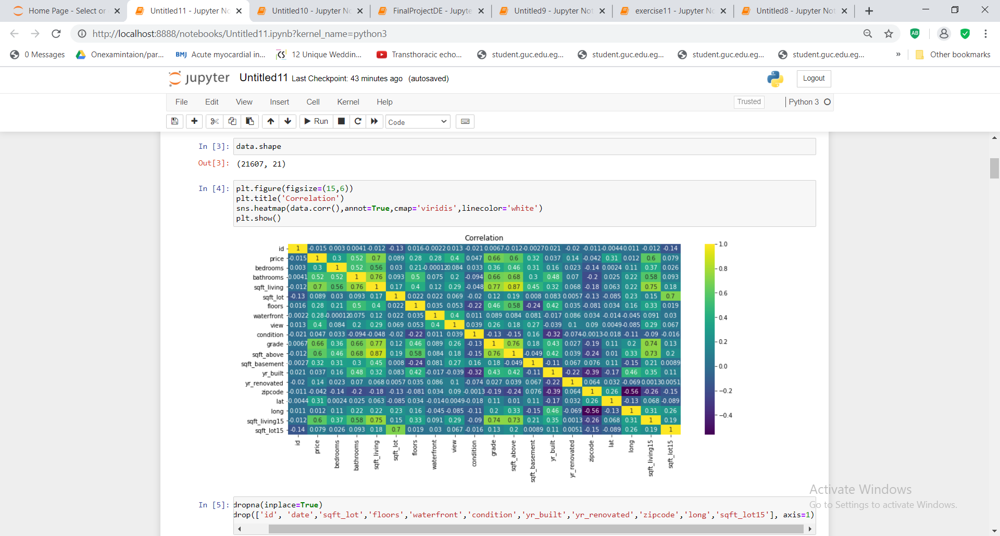 Home Page - Select or
Untitled11 - Jupyter No
Untitled10 - Jupyter No
FinalProjectDE - Jupyte
Untitled9 - Jupyter Not
exercise11 - Jupyter No
Untitled8 - Jupyter Not
http://localhost:8888/notebooks/Untitled11.ipynb?kernel_name=python3
0 Messages
Onexamintaion/par...
BMJ Acute myocardial in...
CS 12 Unique Weddin...
Transthoracic echo...
student.guc.edu.eg...
student.guc.edu.eg...
student.guc.edu.eg...
student.guc.edu.eg...
» Other bookmarks
jupyter Untitled11 Last Checkpoint: 43 minutes ago (autosaved)
Logout
File Edit View Insert Cell Kernel Help
Trusted
Python 3
Run
Code
In [3]: data.shape
Out[3]: (21607, 21)
In [4]: plt.figure(figsize=(15,6))
plt.title('Correlation')
sns.heatmap(data.corr(),annot=True,cmap='viridis',linecolor='white')
plt.show()
Correlation
id 1 -0.015 0.003 0.0041 -0.012 -0.13 0.016 -0.0022 0.013 -0.021 0.0067 -0.012 -0.0027 0.021 -0.02 -0.011 -0.0044 0.011 -0.012 -0.14
price -0.015 1 0.3 0.52 0.7 0.089 0.28 0.28 0.4 0.047 0.66 0.6 0.32 0.037 0.14 -0.042 0.31 0.012 0.6 0.079
bedrooms 0.003 0.3 1 0.52 0.56 0.03 0.21 -0.00012 0.084 0.033 0.36 0.46 0.31 0.16 0.023 -0.14 0.0024 0.11 0.37 0.026
bathrooms 0.0041 0.52 0.52 1 0.76 0.093 0.5 0.075 0.2 -0.094 0.66 0.68 0.3 0.48 0.07 -0.2 0.025 0.22 0.58 0.093
sqft_living -0.012 0.7 0.56 0.76 1 0.17 0.4 0.12 0.29 -0.048 0.77 0.87 0.45 0.32 0.068 -0.18 0.063 0.22 0.75 0.18
sqft_lot -0.13 0.089 0.03 0.093 0.17 1 0.022 0.022 0.069 -0.02 0.12 0.19 0.008 0.083 0.0057 -0.13 -0.085 0.23 0.15 0.7
floors 0.016 0.28 0.21 0.5 0.4 0.022 1 0.035 0.053 -0.22 0.46 0.58 -0.24 0.42 0.035 -0.081 0.034 0.16 0.33 0.019
waterfront 0.0022 0.28 -0.00012 0.075 0.12 0.022 0.035 1 0.4 0.011 0.089 0.084 0.081 -0.017 0.086 0.034 -0.014 -0.045 0.091 0.03
view 0.013 0.4 0.084 0.2 0.29 0.069 0.053 0.4 1 0.039 0.26 0.18 0.27 -0.039 0.1 0.09 0.0049 -0.085 0.29 0.067
condition -0.021 0.047 0.033 -0.094 -0.048 -0.02 -0.22 0.011 0.039 1 -0.13 -0.15 0.16 -0.32 -0.074 0.0013 -0.018 -0.11 -0.09 -0.016
grade 0.0067 0.66 0.36 0.66 0.77 0.12 0.46 0.089 0.26 -0.13 1 0.76 0.18 0.43 0.027 -0.19 0.11 0.2 0.74 0.13
sqft_above -0.012 0.6 0.46 0.68 0.87 0.19 0.58 0.084 0.18 -0.15 0.76 1 -0.049 0.42 0.039 -0.24 0.01 0.33 0.73 0.2
sqft_basement 0.0027 0.32 0.31 0.3 0.45 0.008 -0.24 0.081 0.27 0.16 0.18 -0.049 1 -0.11 0.067 0.076 0.11 -0.15 0.21 0.0089
yr_built 0.021 0.037 0.16 0.48 0.32 0.083 0.42 -0.017 -0.039 -0.32 0.43 0.42 -0.11 1 -0.22 -0.39 -0.17 0.46 0.35 0.11
yr_renovated -0.02 0.14 0.023 0.07 0.068 0.0057 0.035 0.086 0.1 -0.074 0.027 0.039 0.067 -0.22 1 0.064 0.032 -0.069 0.0013 0.0051
zipcode -0.011 -0.042 -0.14 -0.2 -0.18 -0.13 -0.081 0.034 0.09 -0.0013 -0.19 -0.24 0.076 -0.39 0.064 1 0.26 -0.56 -0.26 -0.15
lat 0.0044 0.31 0.0024 0.025 0.063 -0.085 0.034 -0.014 0.0049 -0.018 0.11 0.01 0.11 -0.17 0.032 0.26 1 -0.13 0.068 -0.089
long 0.011 0.012 0.11 0.22 0.22 0.23 0.16 -0.045 -0.085 -0.11 0.2 0.33 -0.15 0.46 -0.069 -0.56 -0.13 1 0.31 0.26
sqft_living15 -0.012 0.6 0.37 0.58 0.75 0.15 0.33 0.091 0.29 -0.09 0.74 0.73 0.21 0.35 0.0013 -0.26 0.068 0.31 1 0.19
sqft_lot15 -0.14 0.079 0.026 0.093 0.18 0.7 0.019 0.03 0.067 -0.016 0.13 0.2 0.0089 0.11 0.0051 -0.15 -0.089 0.26 0.19 1
id price bedrooms bathrooms sqft_living sqft_lot floors waterfront view condition grade sqft_above sqft_basement yr_built yr_renovated zipcode lat long sqft_living15 sqft_lot15
1.0
0.8
0.6
0.4
0.2
0.0
−0.2
−0.4
Activate Windows
Go to Settings to activate Windows.
In [5]: dropna(inplace=True)
drop(['id', 'date','sqft_lot','floors','waterfront','condition','yr_built','yr_renovated','zipcode','long','sqft_lot15'], axis=1)